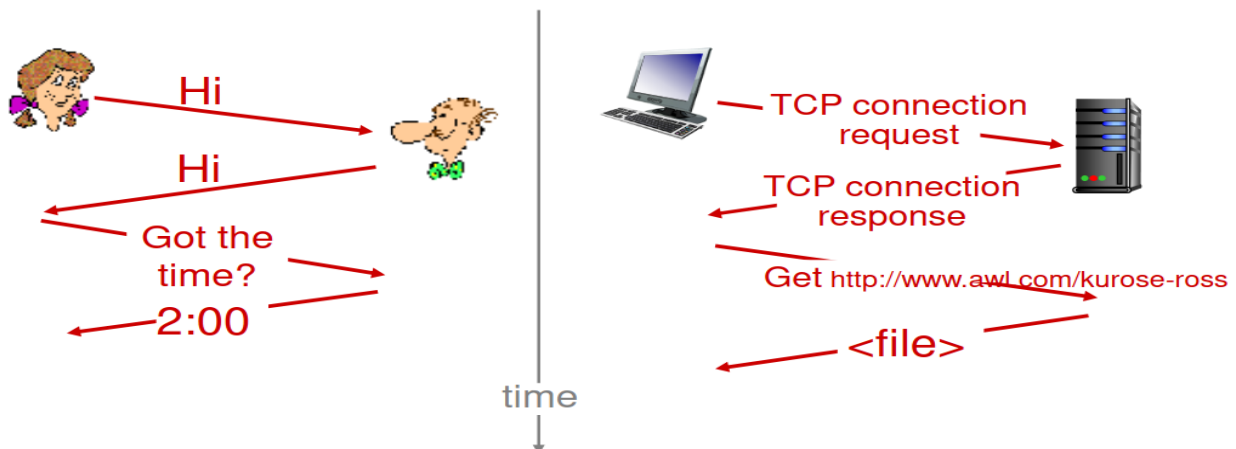 Hi
Hi
Got the
time?
2:00
time
TCP connection
request
TCP connection
response
Get http://www.awl.com/kurose-ross
<file>